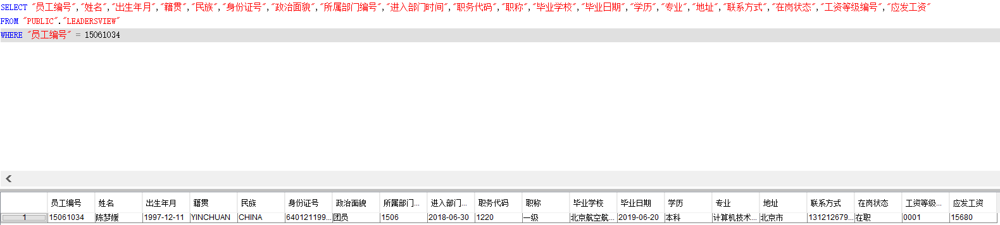 SELECT "员工编号","姓名","出生年月","籍贯","民族","身份证号","政治面貌","所属部门编号","进入部门时间","职务代码","职称","毕业学校","毕业日期","学历","专业","地址","联系方式","在岗状态","工资等级编号","应发工资"
FROM "PUBLIC"."LEADERSVIEW"
WHERE "员工编号" = 15061034
员工编号 姓名 出生年月 籍贯 民族 身份证号 政治面貌 所属部门... 进入部门... 职务代码 职称 毕业学校 毕业日期 学历 专业 地址 联系方式 在岗状态 工资等级... 应发工资
1 15061034 陈梦媛 1997-12-11 YINCHUAN CHINA 640121199... 团员 1506 2018-06-30 1220 一级 北京航空航... 2019-06-20 本科 计算机技术... 北京市 131212679... 在职 0001 15680